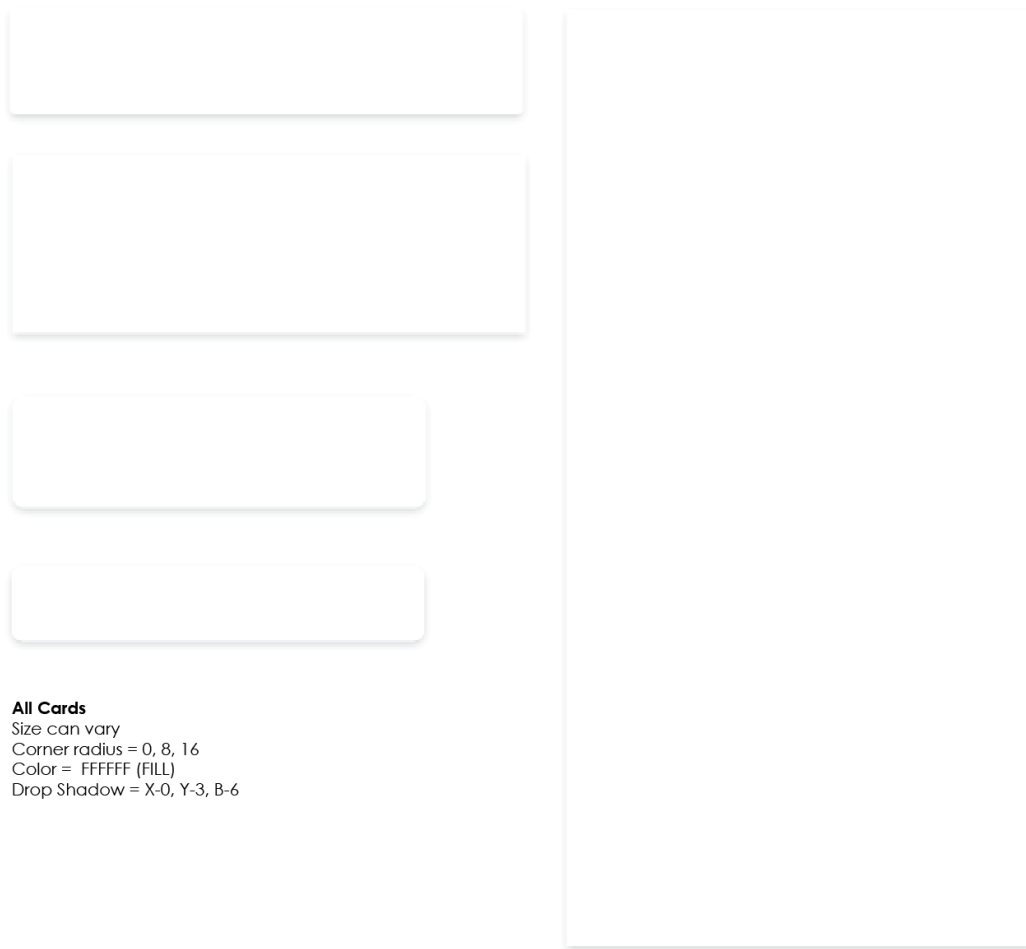 All Cards
Size can vary
Corner radius = 0, 8, 16
Color =  FFFFFF (FILL)
Drop Shadow = X-0, Y-3, B-6